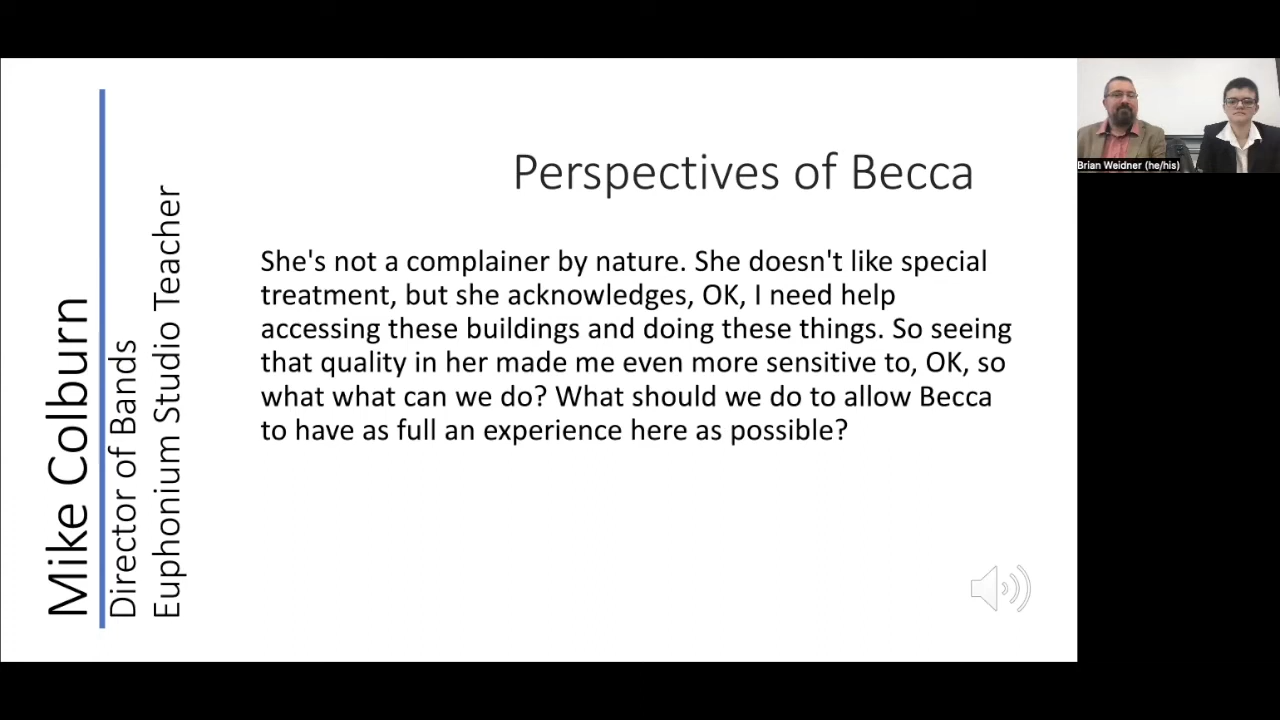 Mike Colburn
Director of Bands
Euphonium Studio Teacher
Perspectives of Becca
She's not a complainer by nature. She doesn't like special
treatment, but she acknowledges, OK, I need help
accessing these buildings and doing these things. So seeing
that quality in her made me even more sensitive to, OK, so
what what can we do? What should we do to allow Becca
to have as full an experience here as possible?
Brian Weidner (he/his)